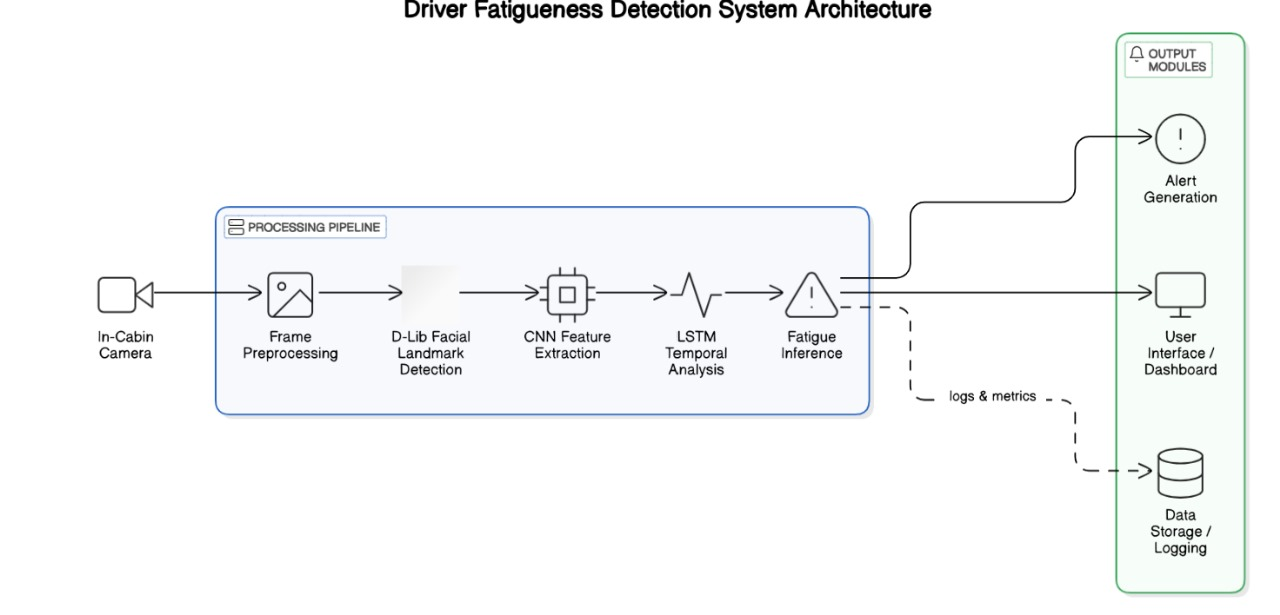 Driver Fatigueness Detection System Architecture
OUTPUT
MODULES
Alert
Generation
PROCESSING PIPELINE
In-Cabin
Camera
Frame
Preprocessing
D-Lib Facial
Landmark
Detection
CNN Feature
Extraction
LSTM
Temporal
Analysis
Fatigue
Inference
User
Interface /
Dashboard
logs & metrics
Data
Storage /
Logging